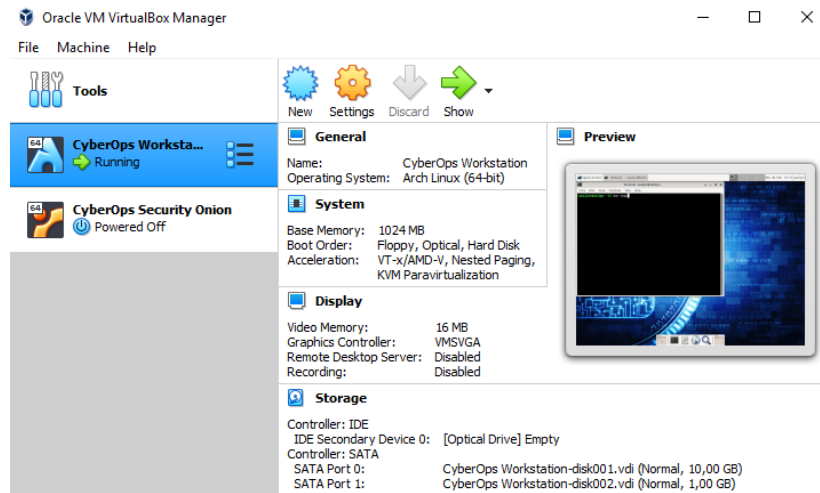 Oracle VM VirtualBox Manager
File Machine Help
Tools
New Settings Discard Show
64
CyberOps Worksta...
Running
64
CyberOps Security Onion
Powered Off
General
Name: CyberOps Workstation
Operating System: Arch Linux (64-bit)
System
Base Memory: 1024 MB
Boot Order: Floppy, Optical, Hard Disk
Acceleration: VT-x/AMD-V, Nested Paging,
KVM Paravirtualization
Display
Video Memory: 16 MB
Graphics Controller: VMSVGA
Remote Desktop Server: Disabled
Recording: Disabled
Storage
Controller: IDE
IDE Secondary Device 0: [Optical Drive] Empty
Controller: SATA
SATA Port 0: CyberOps Workstation-disk001.vdi (Normal, 10,00 GB)
SATA Port 1: CyberOps Workstation-disk002.vdi (Normal, 1,00 GB)
Preview